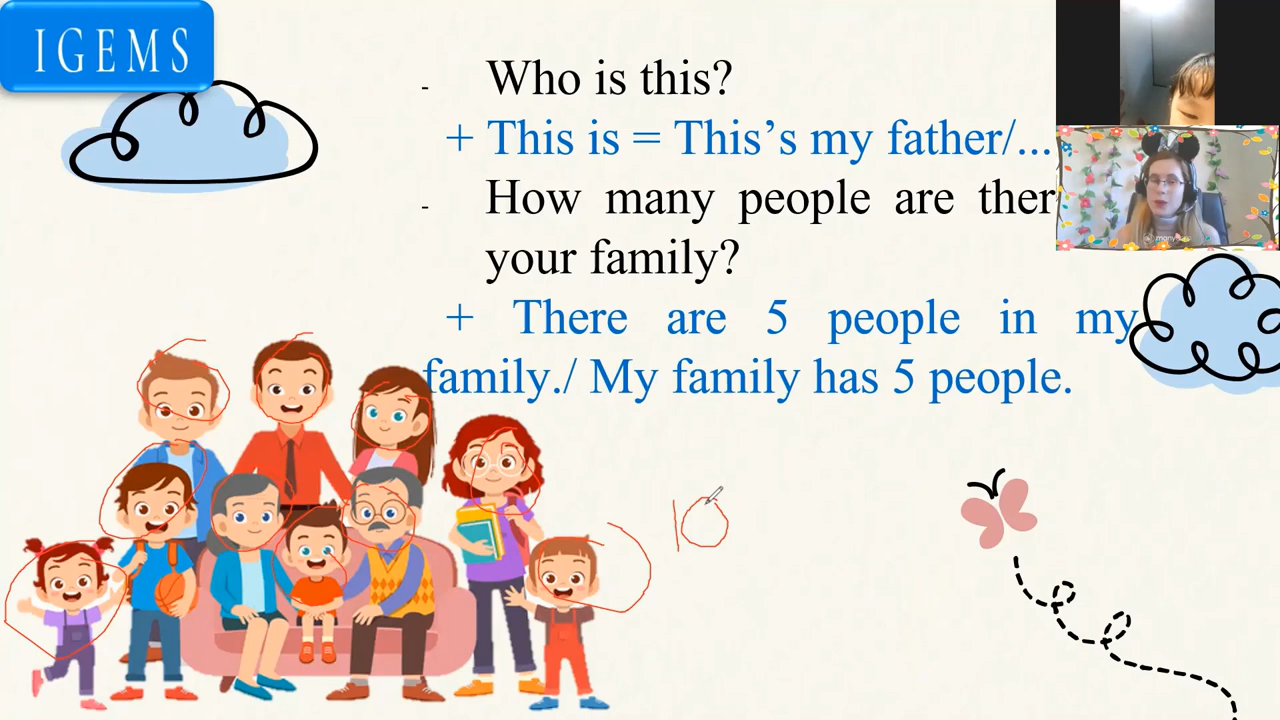 IGEMS
- Who is this?
+ This is = This’s my father/...
- How many people are ther
your family?
+ There are 5 people in my
family./ My family has 5 people.
10